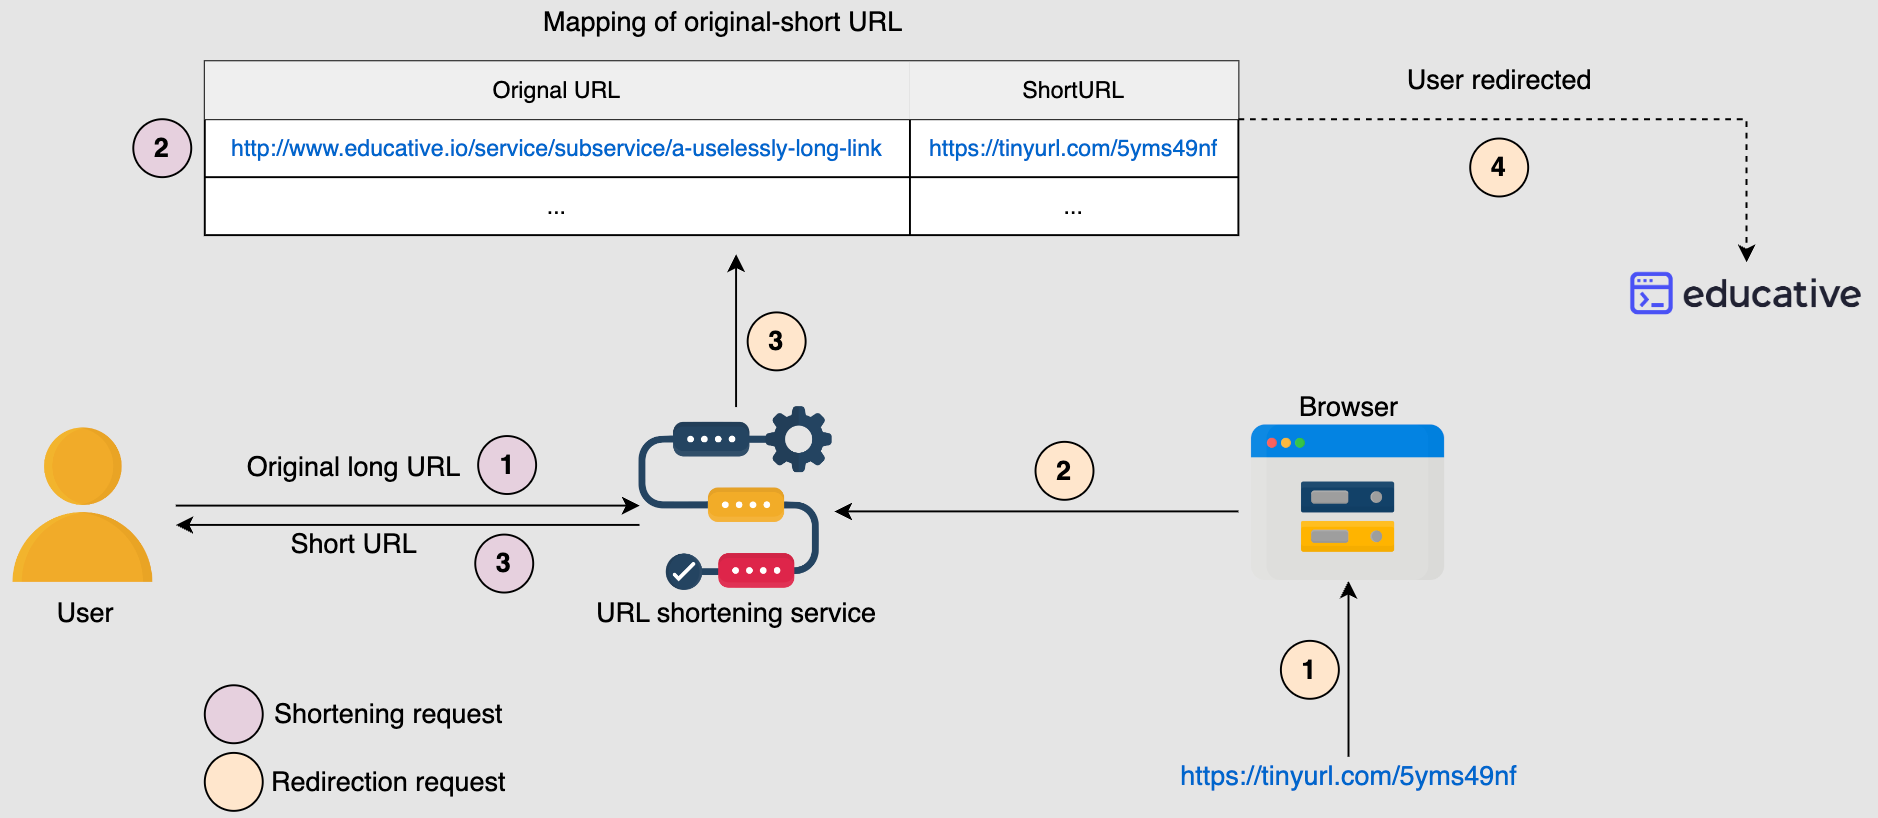 Mapping of original-short URL
Orignal URL
ShortURL
User redirected
2
http://www.educative.io/service/subservice/a-uselessly-long-link
https://tinyurl.com/5yms49nf
4
...
...
educative
3
Browser
Original long URL
1
2
Short URL
3
User
URL shortening service
1
Shortening request
https://tinyurl.com/5yms49nf
Redirection request